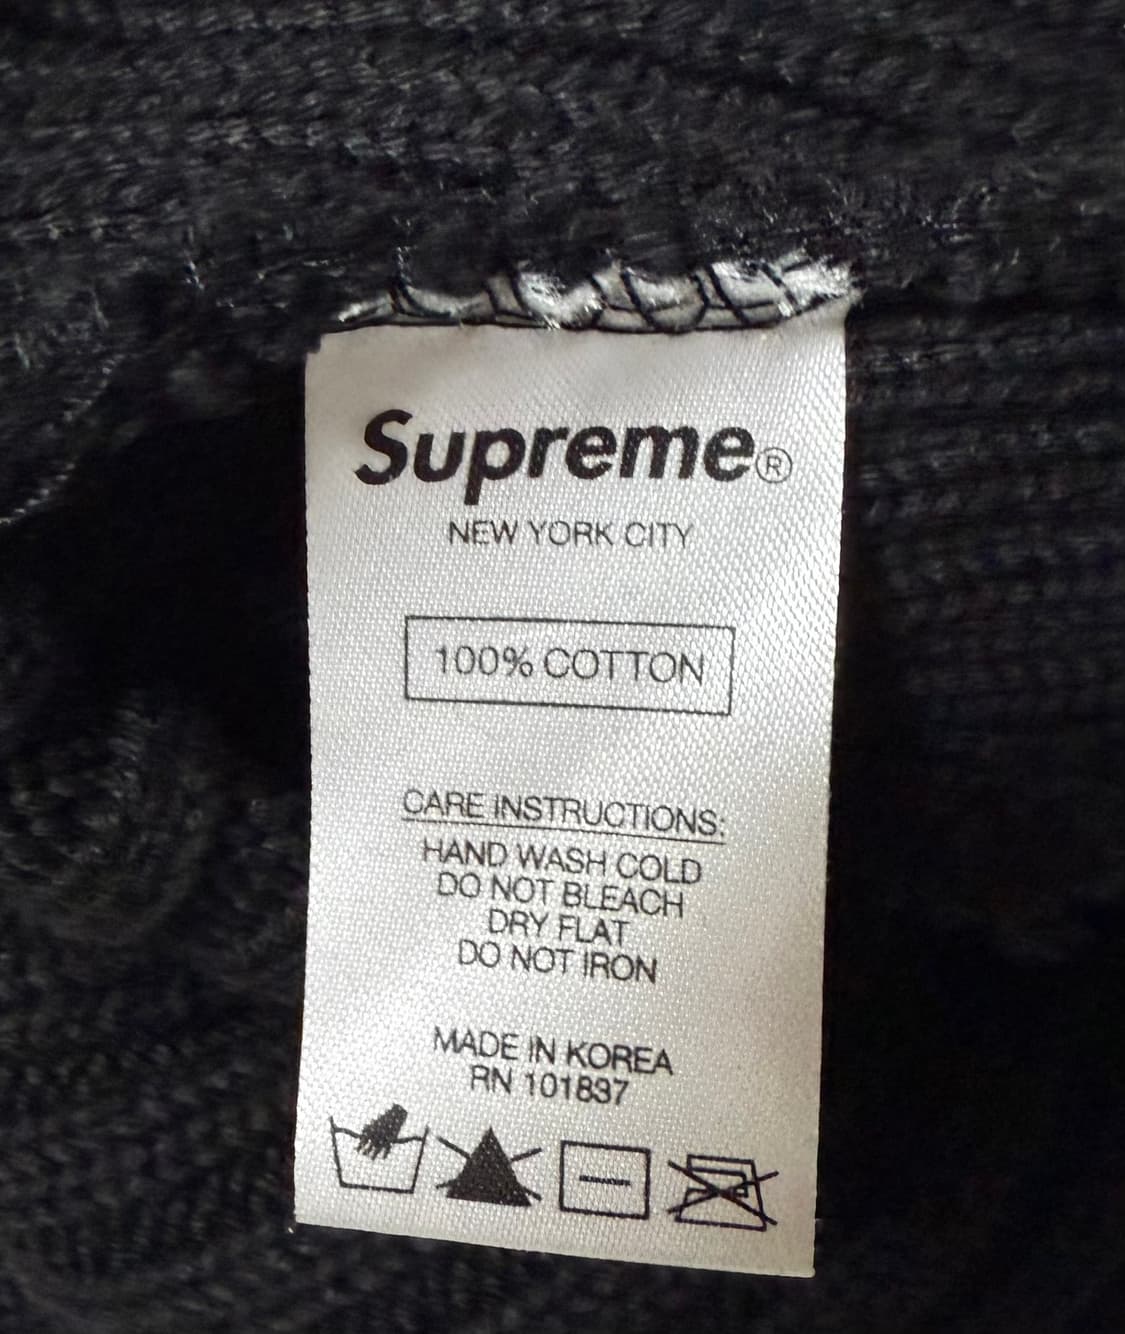 Supreme®
NEW YORK CITY
100% COTTON
CARE INSTRUCTIONS:
HAND WASH COLD
DO NOT BLEACH
DRY FLAT
DO NOT IRON
MADE IN KOREA
RN 101837